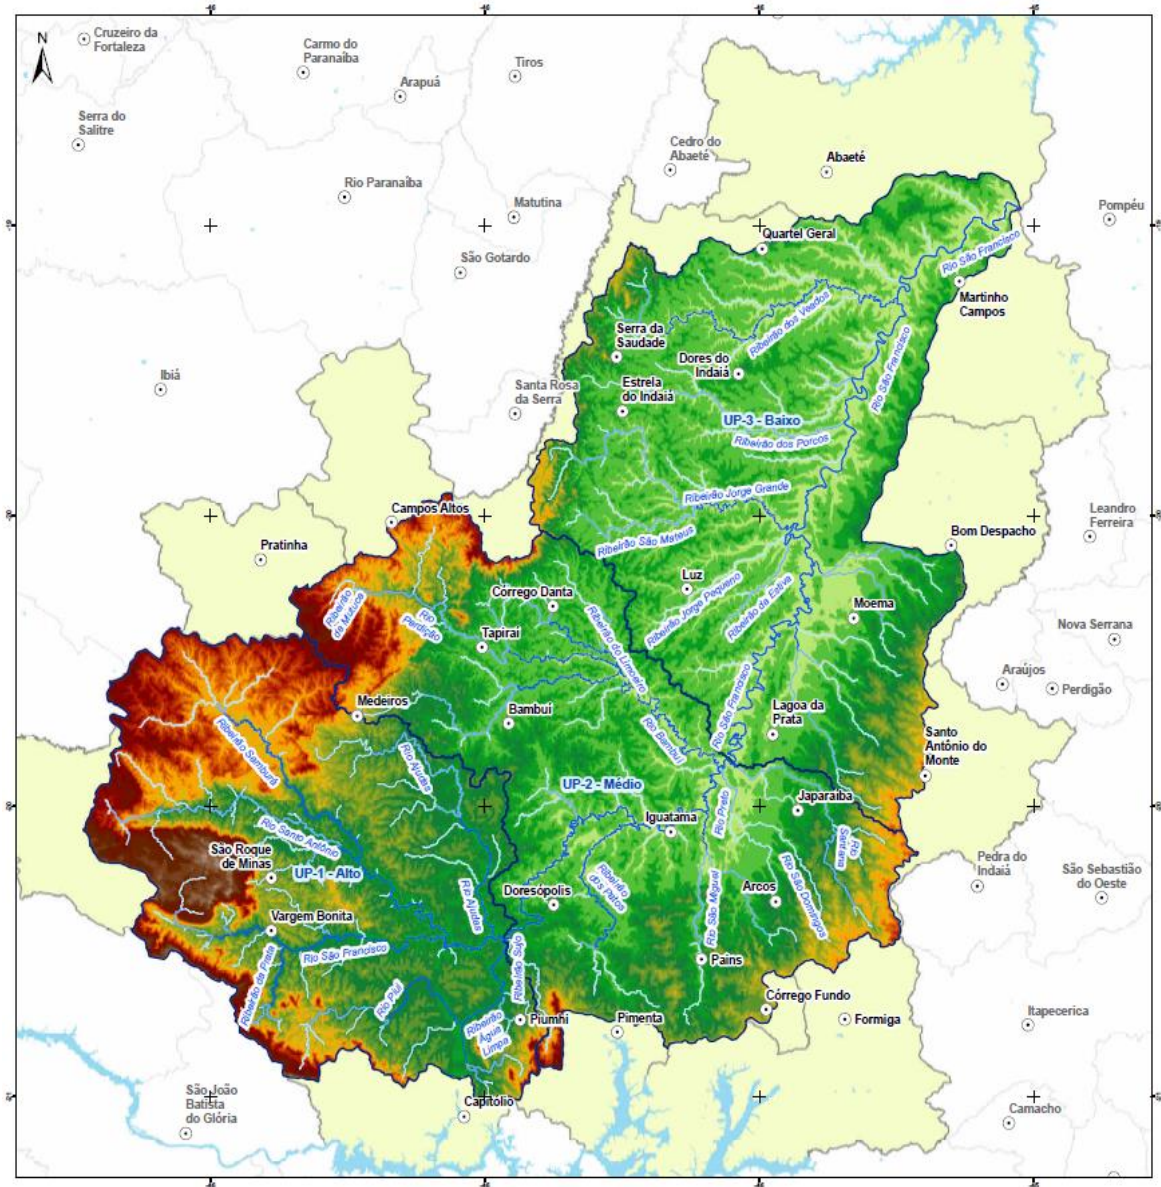 Cruzeiro da
Fortaleza
N
Carmo do
Paranaíba
Tiros
Arapuá
Serra do
Salitre
Cedro do
Abaeté
Abaeté
Rio Paranaíba
Matutina
Pompéu
Quartel Geral
São Gotardo
Rio São Francisco
Martinho
Campos
Ribeirão dos Veados
Serra da
Saudade
Rio São Francisco
Dores do
Indaiá
Ibiá
Santa Rosa
da Serra
Estrela
do Indaiá
UP-3 - Baixo
Ribeirão dos Porcos
Ribeirão Jorge Grande
Campos Altos
Leandro
Ferreira
Pratinha
Ribeirão São Mateus
Bom Despacho
Luz
Córrego Danta
Ribeirão Jorge Pequeno
Ribeirão da Estiva
Moema
Ribeirão
da Mutuca
Rio
Perdição
Tapiraí
Ribeirão do Limoeiro
Nova Serrana
Araújos
Perdigão
Medeiros
Bambuí
Rio São Francisco
Lagoa da
Prata
Rio Bambuí
Santo
Antônio do
Monte
Ribeirão Samburá
Rio Ajudas
UP-2 - Médio
Rio Preto
Japaraíba
Iguatama
Rio Santo Antônio
Rio
Santana
São Roque
de Minas
UP-1 - Alto
Ribeirão
dos Patos
Rio São Miguel
Arcos
Rio São Domingos
Pedra do
Indaiá
São Sebastião
do Oeste
Doresópolis
Rio Ajudas
Vargem Bonita
Rio São Francisco
Ribeirão da Prata
Ribeirão Sujo
Pains
Rio Piuí
Córrego Fundo
Formiga
Itapecerica
Ribeirão
Água
Limpa
Piumhi
Pimenta
São João
Batista
do Glória
Capitólio
Camacho